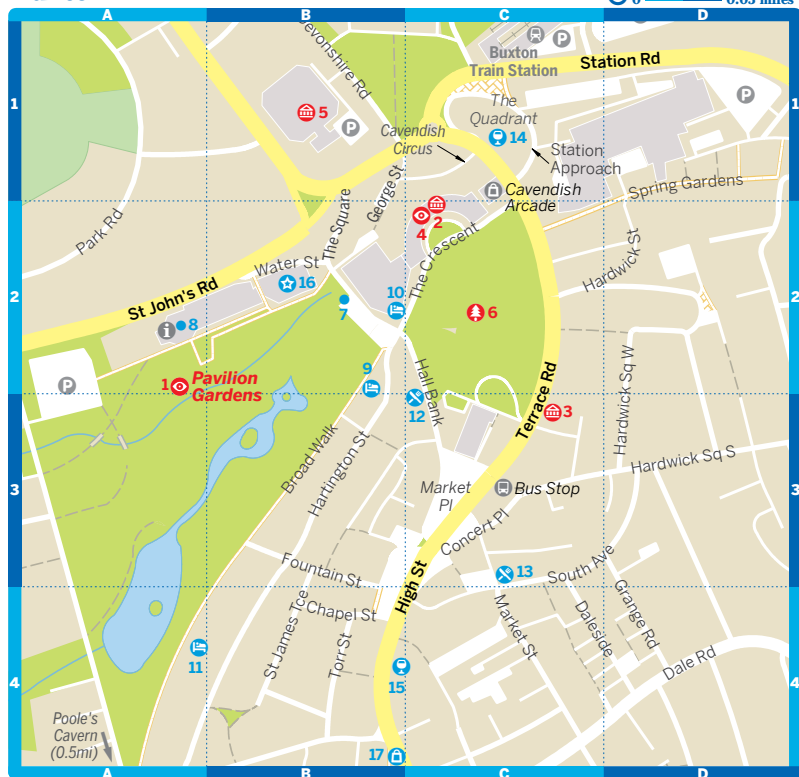 0
0.05 miles
A
B
C
D
1
Devonshire Rd
Buxton
Train Station
P
Station Rd
P
5
P
The
Quadrant
14
Cavendish
Circus
Station
Approach
Cavendish
Arcade
Spring Gardens
1
Park Rd
The Square
George St
2
4
The Crescent
Hardwick St
2
Water St
16
St John's Rd
i
8
7
10
6
2
P
1
Pavilion
Gardens
9
Hall Bank
12
Terrace Rd
3
Hardwick Sq W
3
Broad Walk
Hartington St
Market
Pl
Bus Stop
Hardwick Sq S
3
Concert Pl
Fountain St
High St
13
South Ave
Chapel St
St James Tce
Torr St
Market St
Daleside
Grange Rd
Dale Rd
4
11
15
4
Poole's
Cavern
(0.5mi)
17
A
B
C
D